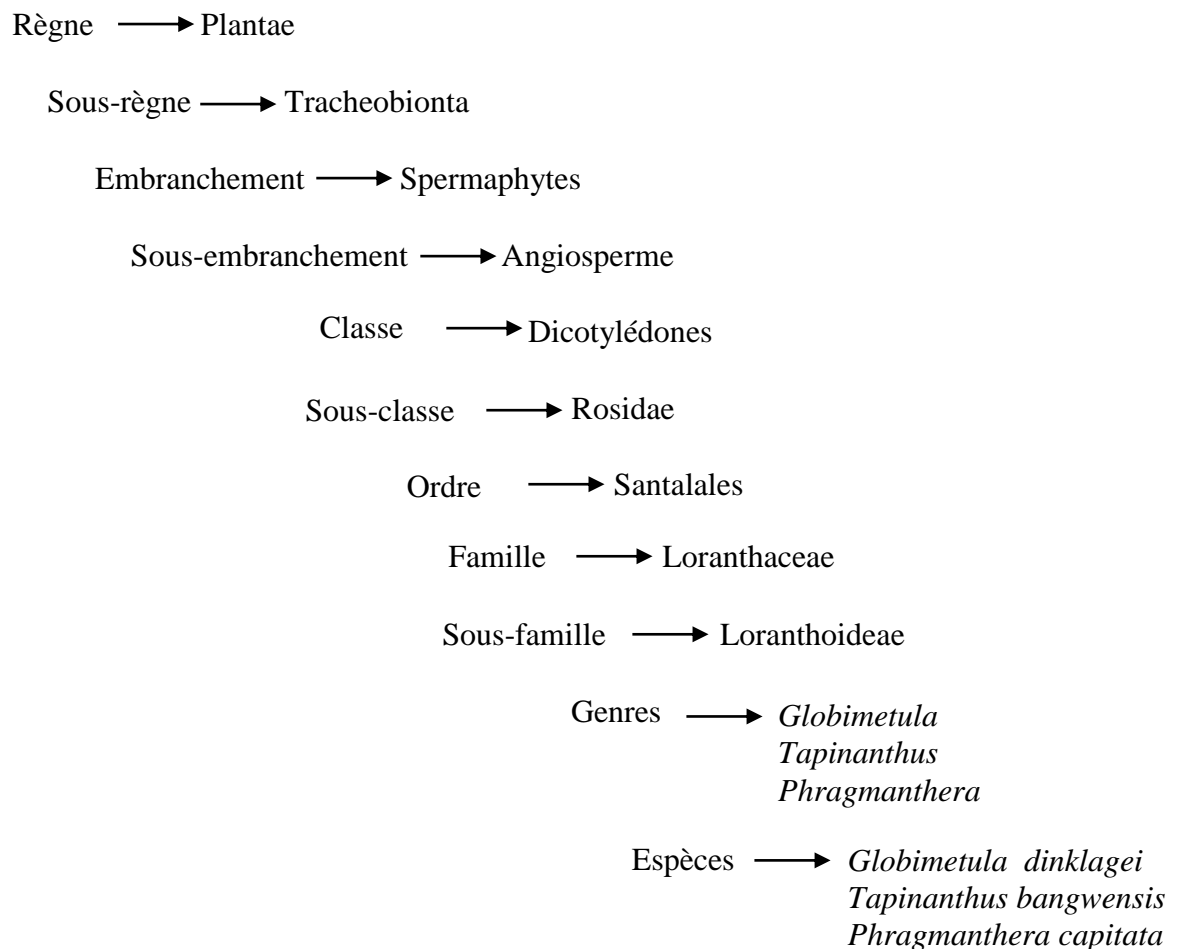 Règne Plantae
Sous-règne Tracheobionta
Embranchement Spermaphytes
Sous-embranchement Angiosperme
Classe Dicotylédones
Sous-classe Rosidae
Ordre Santalales
Famille Loranthaceae
Sous-famille Loranthoideae
Genres Globimetula
Tapinanthus
Phragmanthera
Espèces Globimetula dinklagei
Tapinanthus bangwensis
Phragmanthera capitata